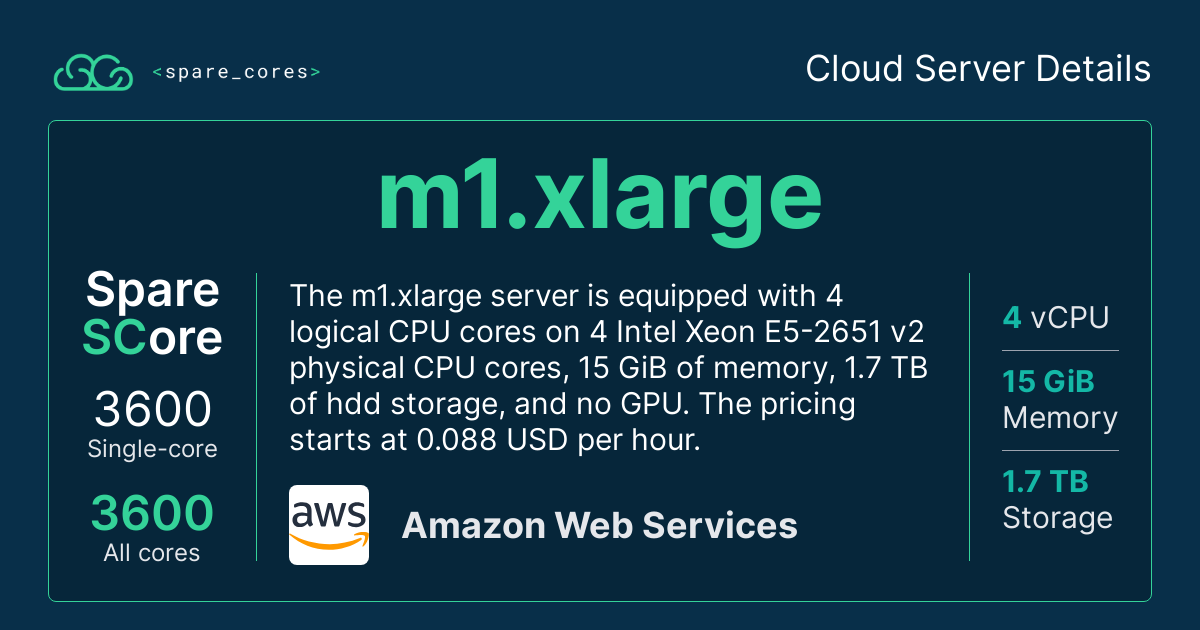 <spare_cores>
Cloud Server Details
m1.xlarge
Spare
SCore
3600
Single-core
3600
All cores
The m1.xlarge server is equipped with 4
logical CPU cores on 4 Intel Xeon E5-2651 v2
physical CPU cores, 15 GiB of memory, 1.7 TB
of hdd storage, and no GPU. The pricing
starts at 0.088 USD per hour.
aws
Amazon Web Services
4 vCPU
15 GiB
Memory
1.7 TB
Storage